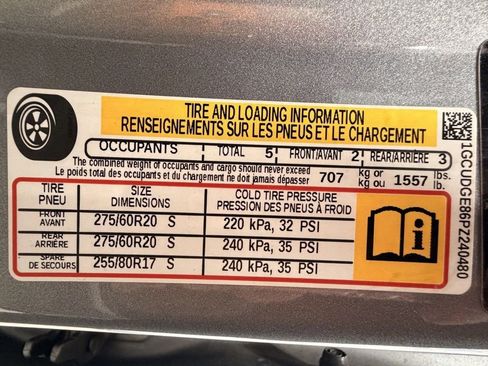 TIRE AND LOADING INFORMATION
RENSEIGNEMENTS SUR LES PNEUS ET LE CHARGEMENT
OCCUPANTS TOTAL 5 FRONT/AVANT 2 REAR/ARRIÈRE 3
The combined weight of occupants and cargo should never exceed
Le poids total des occupants et du chargement ne doit jamais dépasser 707 kg or kg ou 1557 lbs. lb.
TIRE PNEU SIZE DIMENSIONS COLD TIRE PRESSURE PRESSION DES PNEUS À FROID
FRONT AVANT 275/60R20 S 220 kPa, 32 PSI
REAR ARRIÈRE 275/60R20 S 240 kPa, 35 PSI
SPARE DE SECOURS 255/80R17 S 240 kPa, 35 PSI
1GCUDGE86PZ240480